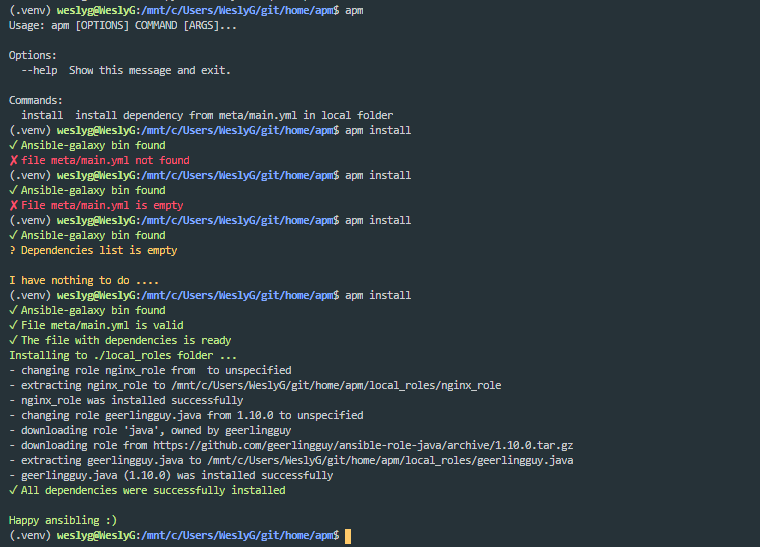 (.venv) weslyg@WeslyG:/mnt/c/Users/WeslyG/git/home/apm$ apm
Usage: apm [OPTIONS] COMMAND [ARGS]...

Options:
  --help  Show this message and exit.

Commands:
  install  install dependency from meta/main.yml in local folder
(.venv) weslyg@WeslyG:/mnt/c/Users/WeslyG/git/home/apm$ apm install
✓ Ansible-galaxy bin found
✗ file meta/main.yml not found
(.venv) weslyg@WeslyG:/mnt/c/Users/WeslyG/git/home/apm$ apm install
✓ Ansible-galaxy bin found
✗ File meta/main.yml is empty
(.venv) weslyg@WeslyG:/mnt/c/Users/WeslyG/git/home/apm$ apm install
✓ Ansible-galaxy bin found
? Dependencies list is empty

I have nothing to do ....
(.venv) weslyg@WeslyG:/mnt/c/Users/WeslyG/git/home/apm$ apm install
✓ Ansible-galaxy bin found
✓ File meta/main.yml is valid
✓ The file with dependencies is ready
Installing to ./local_roles folder ...
- changing role nginx_role from  to unspecified
- extracting nginx_role to /mnt/c/Users/WeslyG/git/home/apm/local_roles/nginx_role
- nginx_role was installed successfully
- changing role geerlingguy.java from 1.10.0 to unspecified
- downloading role 'java', owned by geerlingguy
- downloading role from https://github.com/geerlingguy/ansible-role-java/archive/1.10.0.tar.gz
- extracting geerlingguy.java to /mnt/c/Users/WeslyG/git/home/apm/local_roles/geerlingguy.java
- geerlingguy.java (1.10.0) was installed successfully
✓ All dependencies were successfully installed

Happy ansibling :)
(.venv) weslyg@WeslyG:/mnt/c/Users/WeslyG/git/home/apm$